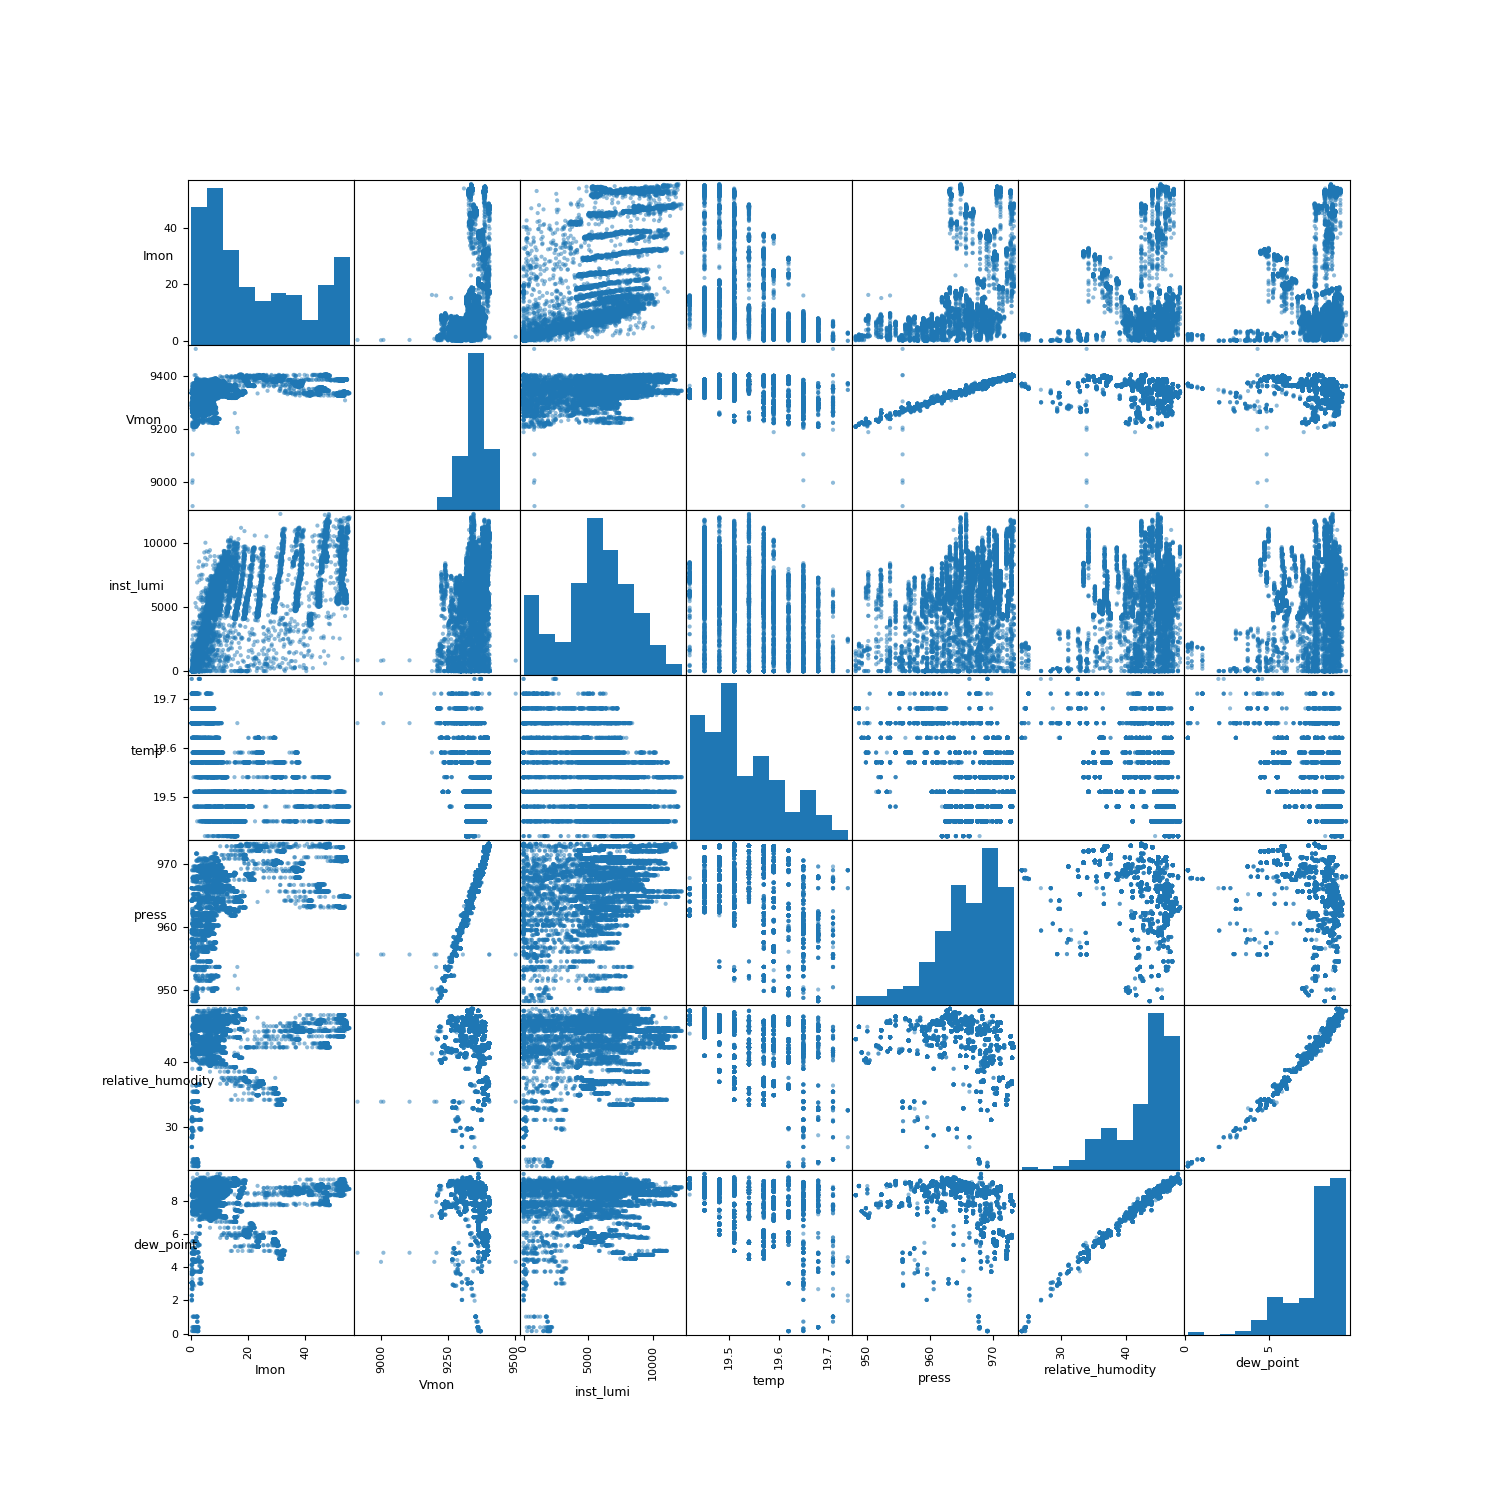 40
20
0
Imon
9400
9200
9000
Vmon
10000
5000
0
inst_lumi
19.7
19.6
19.5
temp
970
960
950
press
40
30
relative_humodity
8
6
4
2
0
dew_point
0 20 40
9000 9250 9500
0 5000 10000
19.5 19.6 19.7
950 960 970
30 40
0 5
Imon Vmon inst_lumi temp press relative_humodity dew_point